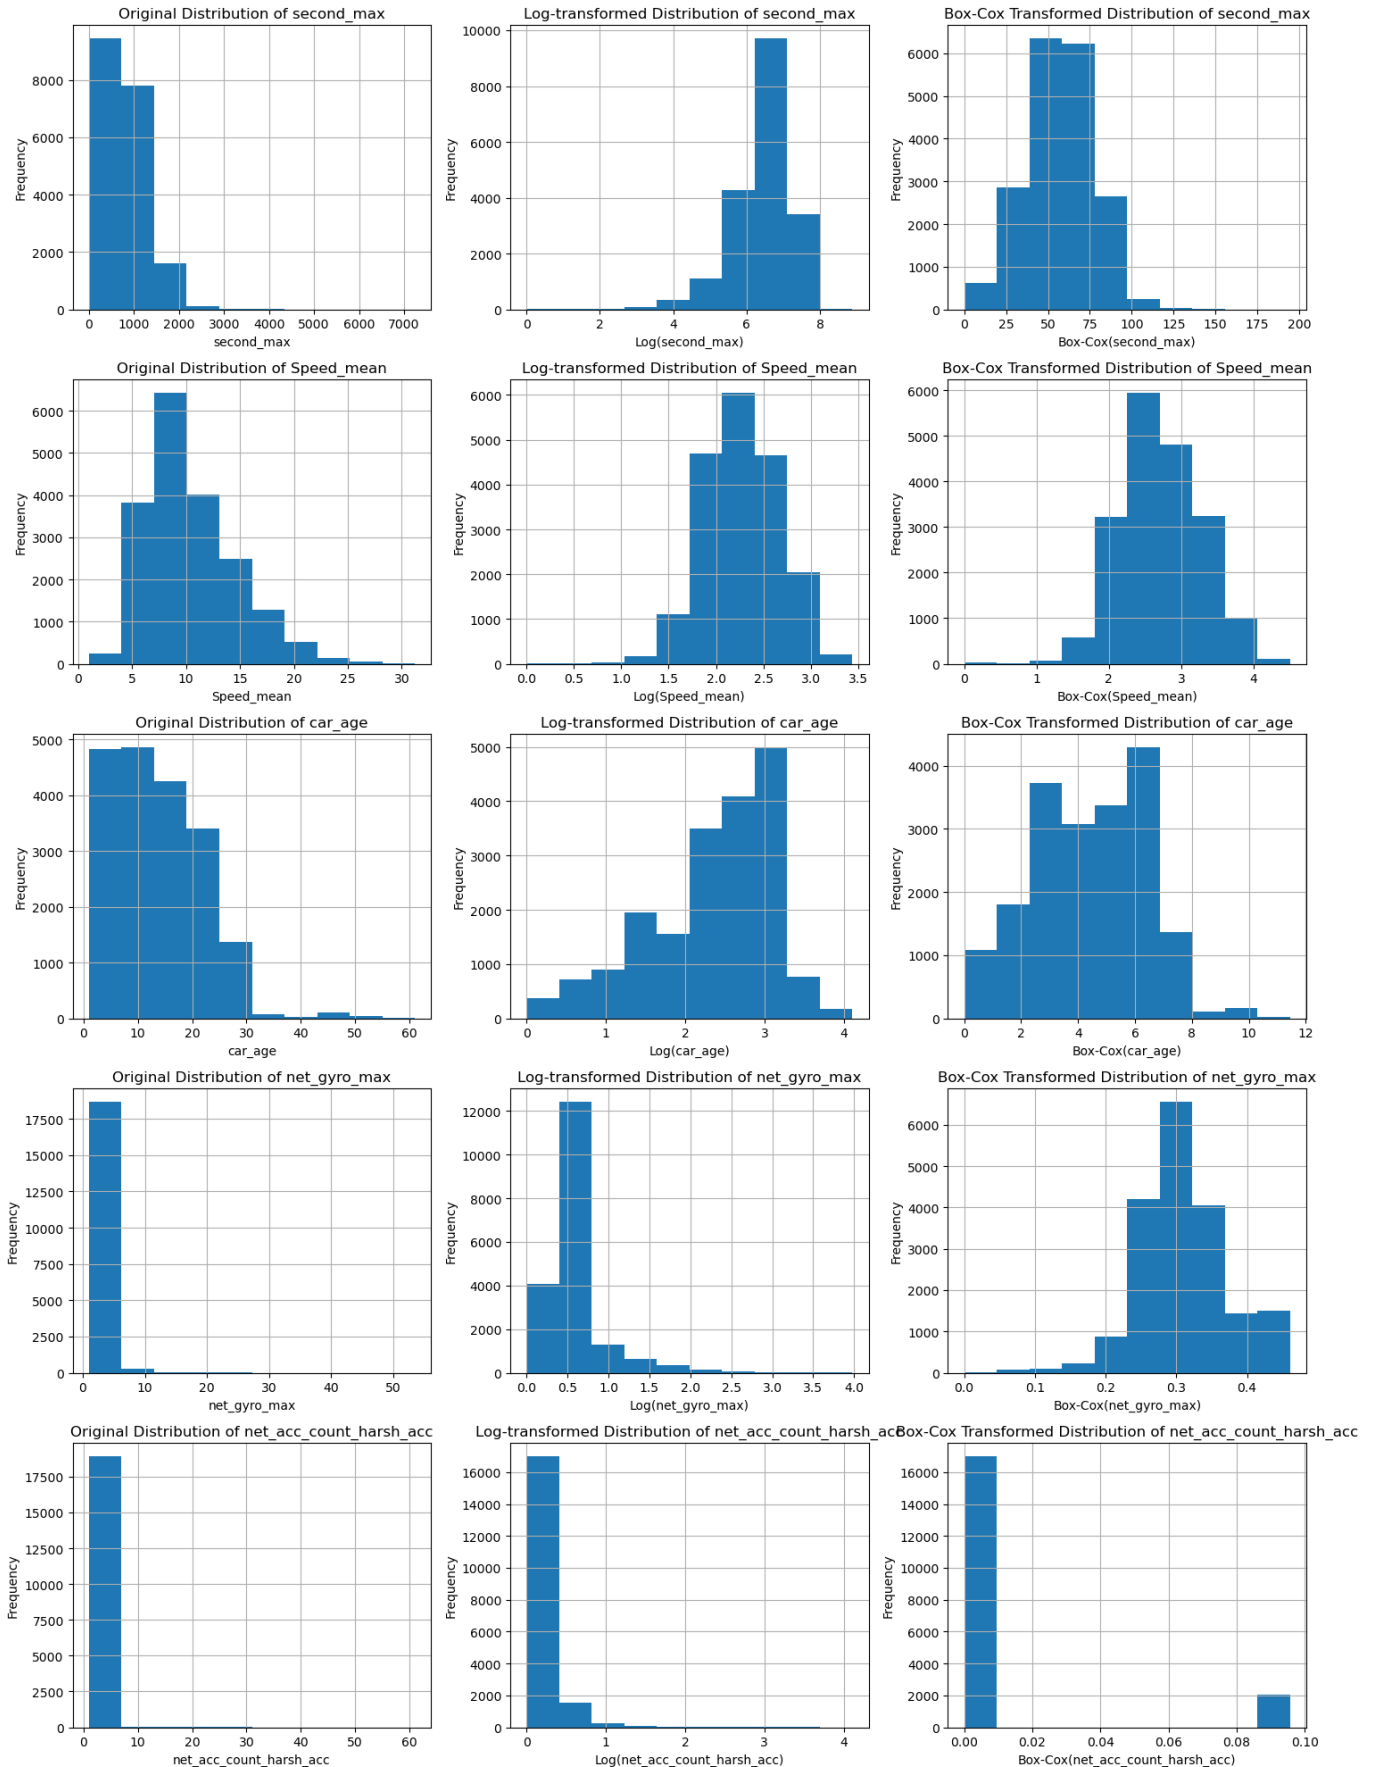 Original Distribution of second_max
Log-transformed Distribution of second_max
Box-Cox Transformed Distribution of second_max
Frequency
8000
6000
4000
2000
0
0 1000 2000 3000 4000 5000 6000 7000
second_max
Frequency
10000
8000
6000
4000
2000
0
0 2 4 6 8
Log(second_max)
Frequency
6000
5000
4000
3000
2000
1000
0
0 25 50 75 100 125 150 175 200
Box-Cox(second_max)
Original Distribution of Speed_mean
Log-transformed Distribution of Speed_mean
Box-Cox Transformed Distribution of Speed_mean
Frequency
6000
5000
4000
3000
2000
1000
0
0 5 10 15 20 25 30
Speed_mean
Frequency
6000
5000
4000
3000
2000
1000
0
0.0 0.5 1.0 1.5 2.0 2.5 3.0 3.5
Log(Speed_mean)
Frequency
6000
5000
4000
3000
2000
1000
0
0 1 2 3 4
Box-Cox(Speed_mean)
Original Distribution of car_age
Log-transformed Distribution of car_age
Box-Cox Transformed Distribution of car_age
Frequency
5000
4000
3000
2000
1000
0
0 10 20 30 40 50 60
car_age
Frequency
5000
4000
3000
2000
1000
0
0 1 2 3 4
Log(car_age)
Frequency
4000
3000
2000
1000
0
0 2 4 6 8 10 12
Box-Cox(car_age)
Original Distribution of net_gyro_max
Log-transformed Distribution of net_gyro_max
Box-Cox Transformed Distribution of net_gyro_max
Frequency
17500
15000
12500
10000
7500
5000
2500
0
0 10 20 30 40 50
net_gyro_max
Frequency
12000
10000
8000
6000
4000
2000
0
0.0 0.5 1.0 1.5 2.0 2.5 3.0 3.5 4.0
Log(net_gyro_max)
Frequency
6000
5000
4000
3000
2000
1000
0
0.0 0.1 0.2 0.3 0.4
Box-Cox(net_gyro_max)
Original Distribution of net_acc_count_harsh_acc
Log-transformed Distribution of net_acc_count_harsh_acc
Box-Cox Transformed Distribution of net_acc_count_harsh_acc
Frequency
17500
15000
12500
10000
7500
5000
2500
0
0 10 20 30 40 50 60
net_acc_count_harsh_acc
Frequency
16000
14000
12000
10000
8000
6000
4000
2000
0
0 1 2 3 4
Log(net_acc_count_harsh_acc)
Frequency
16000
14000
12000
10000
8000
6000
4000
2000
0
0.00 0.02 0.04 0.06 0.08 0.10
Box-Cox(net_acc_count_harsh_acc)